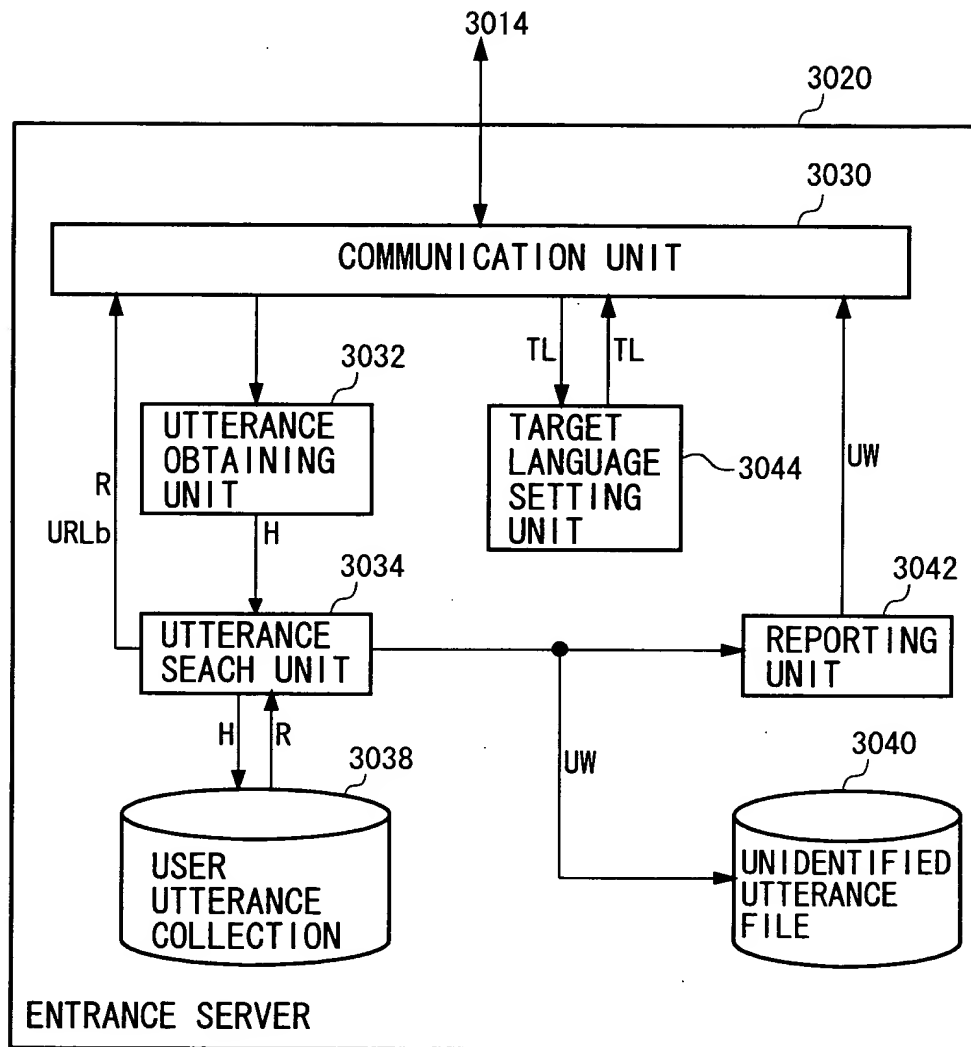 3014
3020
3030
COMMUNICATION UNIT
TL
TL
3032
UTTERANCE
OBTAINING
UNIT
TARGET
LANGUAGE
SETTING
UNIT
3044
UW
R
URLb
H
3034
3042
UTTERANCE
SEACH UNIT
REPORTING
UNIT
H
R
3038
UW
3040
USER
UTTERANCE
COLLECTION
UNIDENTIFIED
UTTERANCE
FILE
ENTRANCE SERVER